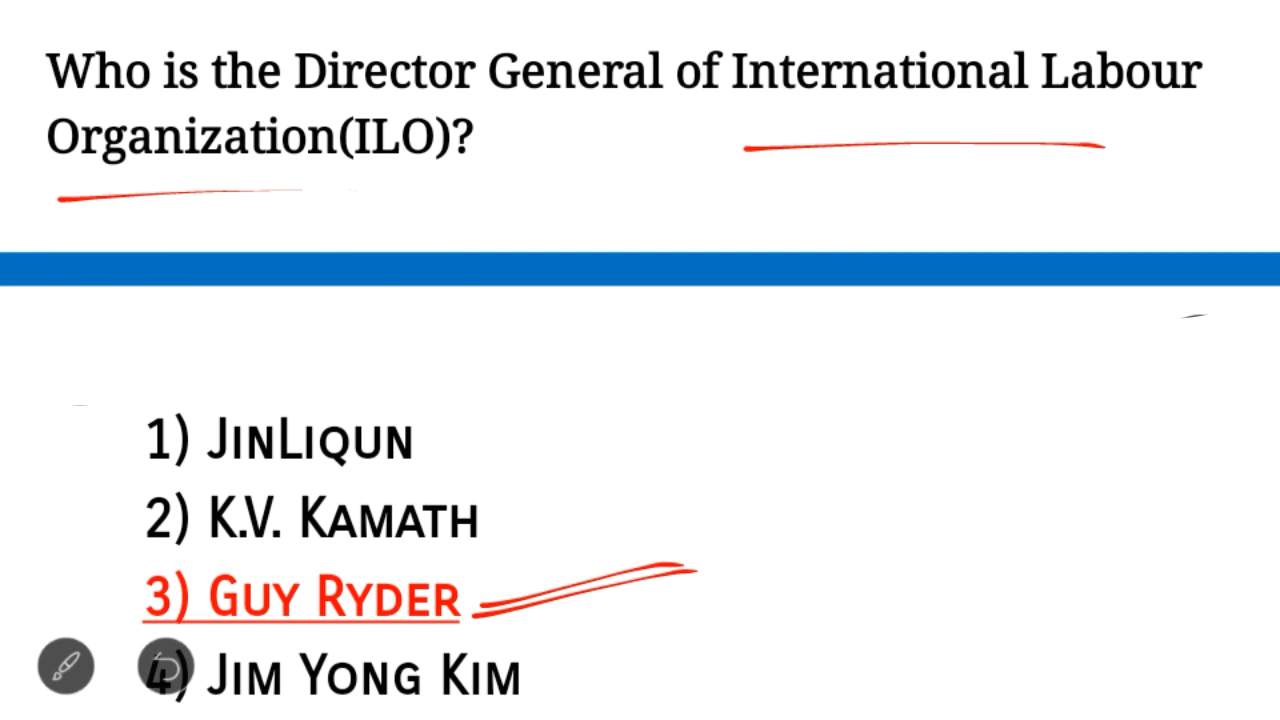 Who is the Director General of International Labour
Organization(ILO)?
1) JINLIQUN
2) K.V. KAMATH
3) GUY RYDER
4) JIM YONG KIM